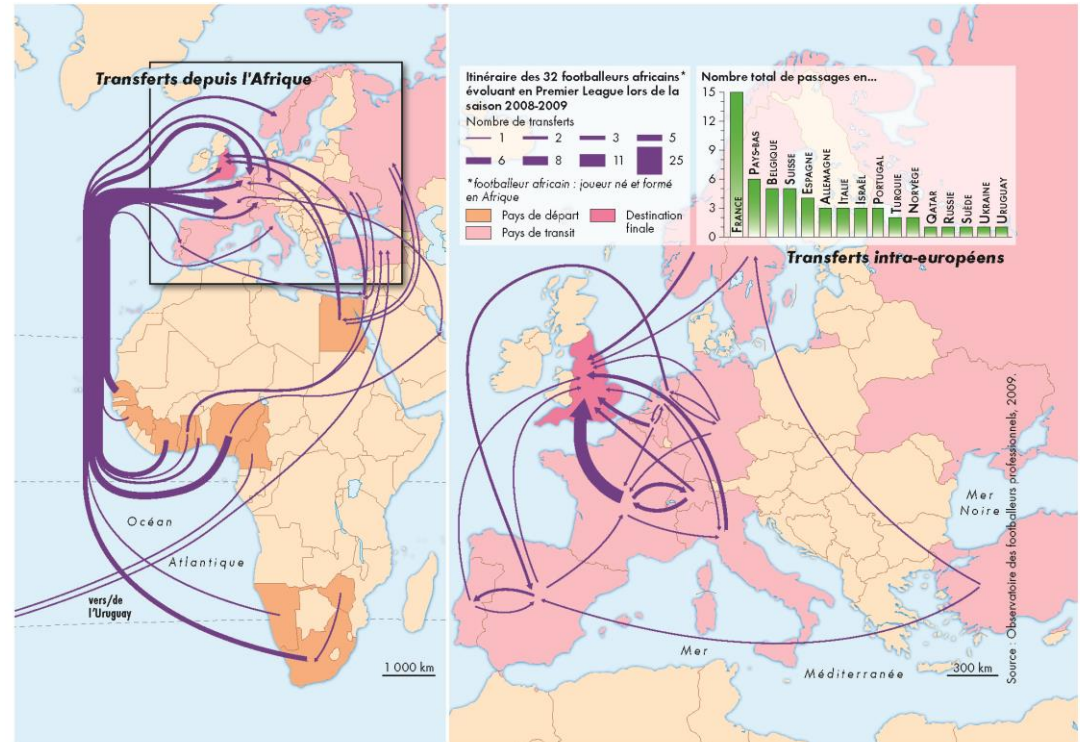 Transferts depuis l'Afrique
Océan
Atlantique
vers/de
l'Uruguay
1 000 km
Itinéraire des 32 footballeurs africains*
évoluant en Premier League lors de la
saison 2008-2009
Nombre de transferts
1 2 3 5
6 8 11 25
*footballeur africain : joueur né et formé
en Afrique
Pays de départ
Pays de transit
Destination
finale
Nombre total de passages en...
15
12
9
6
3
0
FRANCE
PAYS-BAS
BELGIQUE
SUISSE
ESPAGNE
ALLEMAGNE
ITALIE
ISRAËL
PORTUGAL
TURQUIE
NORVÈGE
QATAR
RUSSIE
SUÈDE
UKRAINE
URUGUAY
Transferts intra-européens
Mer
Noire
Mer
Méditerranée
300 km
Source : Observatoire des footballeurs professionnels, 2009.